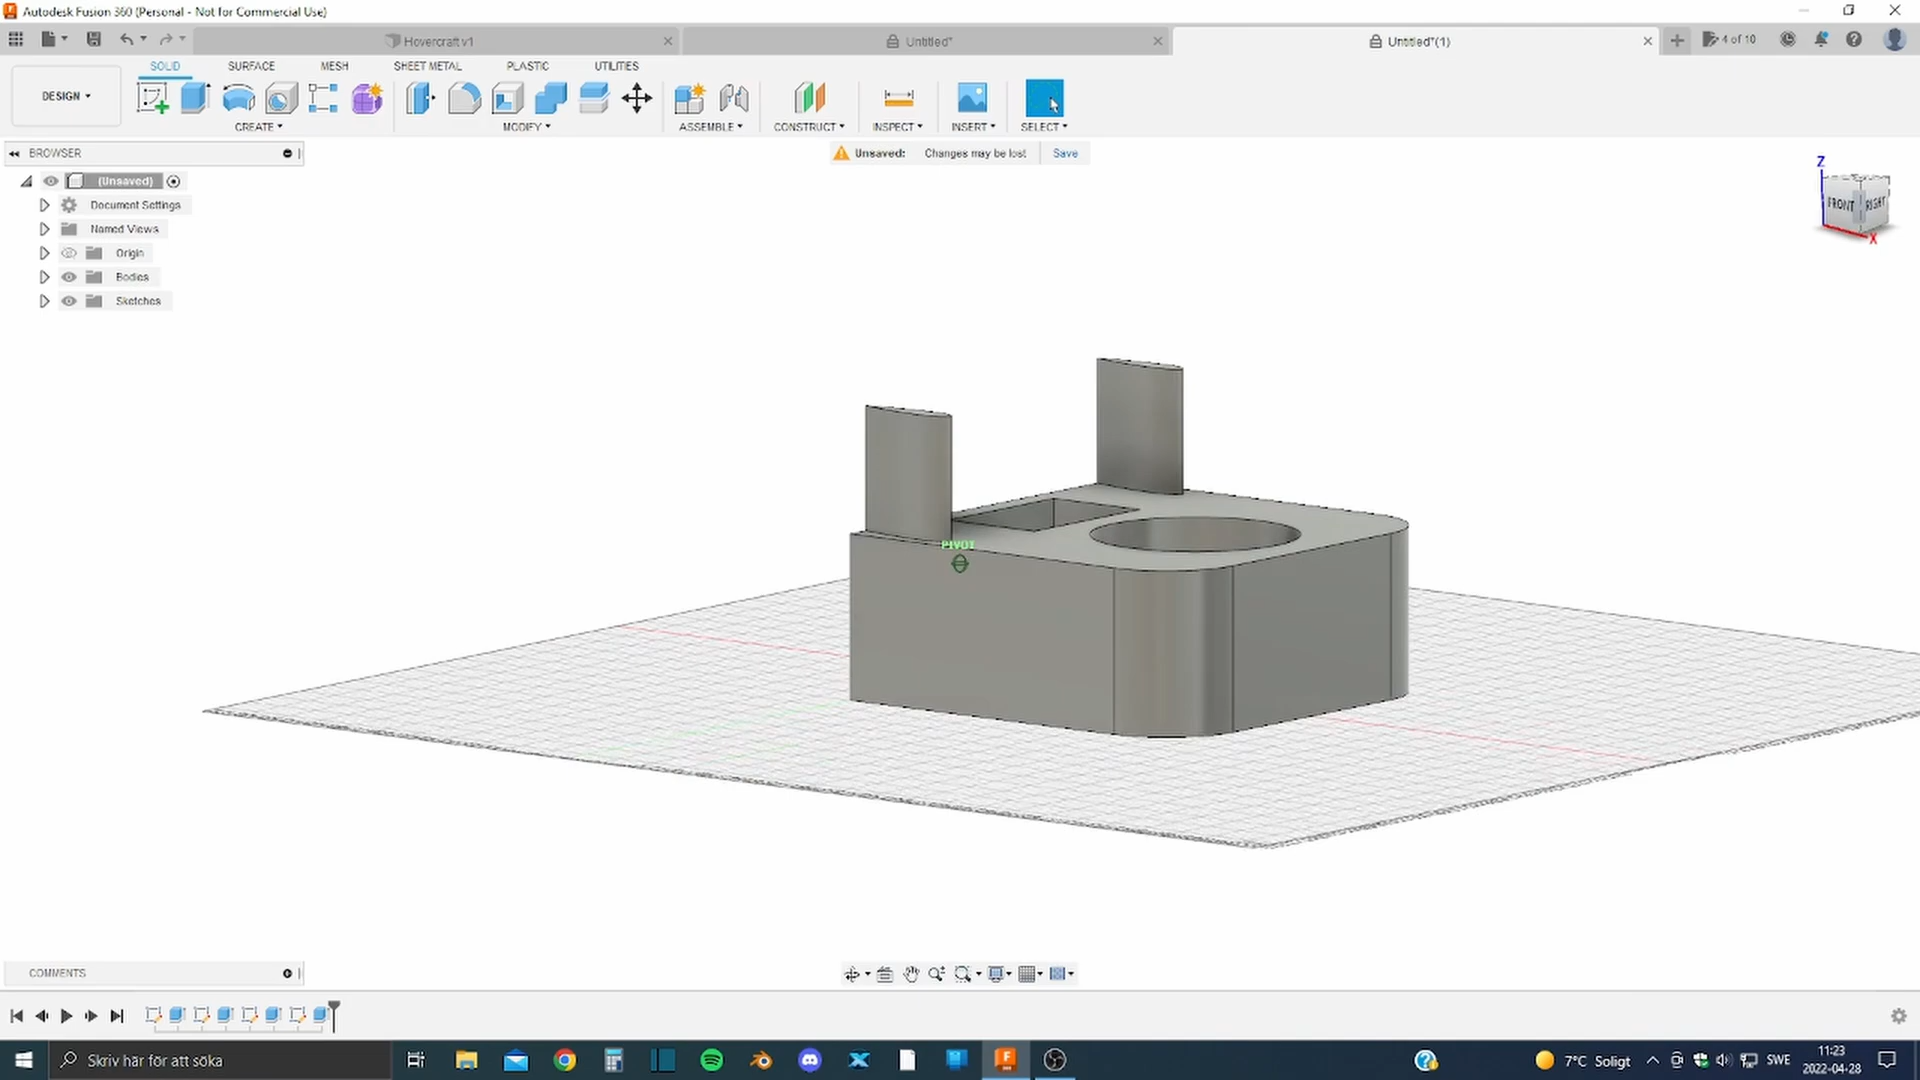 Autodesk Fusion 360 (Personal - Not for Commercial Use)
Hovercraft v1
Untitled*
Untitled*(1)
4 of 10
SOLID SURFACE MESH SHEET METAL PLASTIC UTILITIES
DESIGN
CREATE MODIFY ASSEMBLE CONSTRUCT INSPECT INSERT SELECT
BROWSER
Unsaved: Changes may be lost Save
(Unsaved)
Document Settings
Named Views
Origin
Bodies
Sketches
Z
FRONT RIGHT
X
PIVOT
COMMENTS
Skriv här för att söka
7°C Soligt
SWE
11:23
2022-04-28